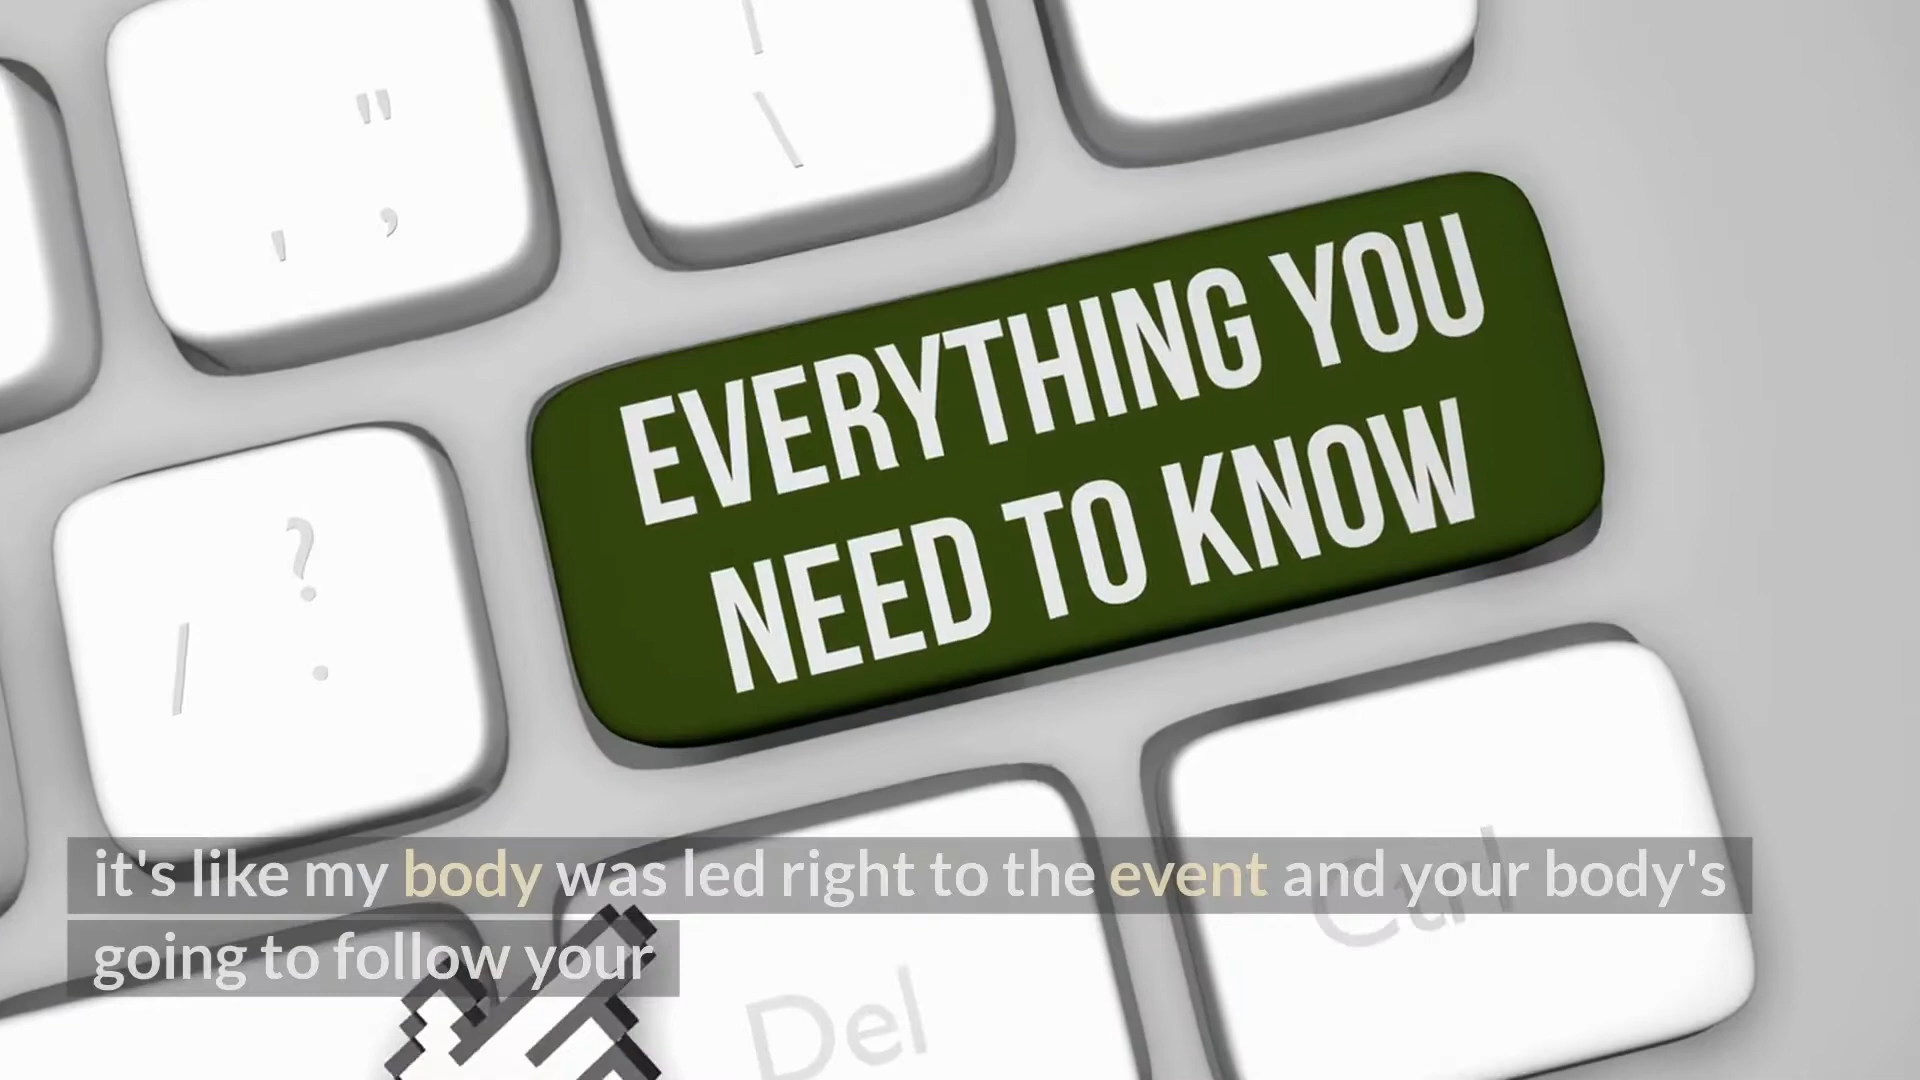 "
' ,
|
\
EVERYTHING YOU
NEED TO KNOW
?
/ .
it's like my body was led right to the event and your body's
going to follow your
Ctrl
Del